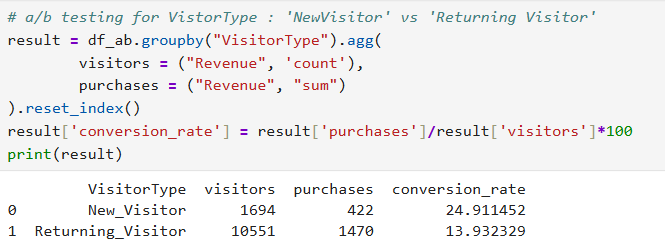 # a/b testing for VistorType : 'NewVisitor' vs 'Returning Visitor'
result = df_ab.groupby("VisitorType").agg(
        visitors = ("Revenue", 'count'),
        purchases = ("Revenue", "sum")
).reset_index()
result['conversion_rate'] = result['purchases']/result['visitors']*100
print(result)
         VisitorType  visitors  purchases  conversion_rate
0        New_Visitor      1694        422        24.911452
1  Returning_Visitor     10551       1470        13.932329